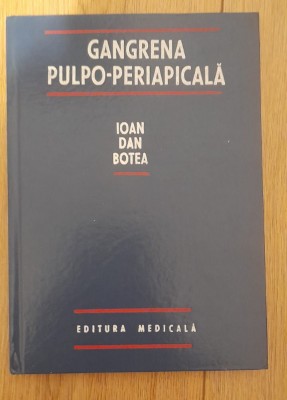 GANGRENA
PULPO-PERIAPICALĂ
IOAN
DAN
BOTEA
EDITURA MEDICALĂ